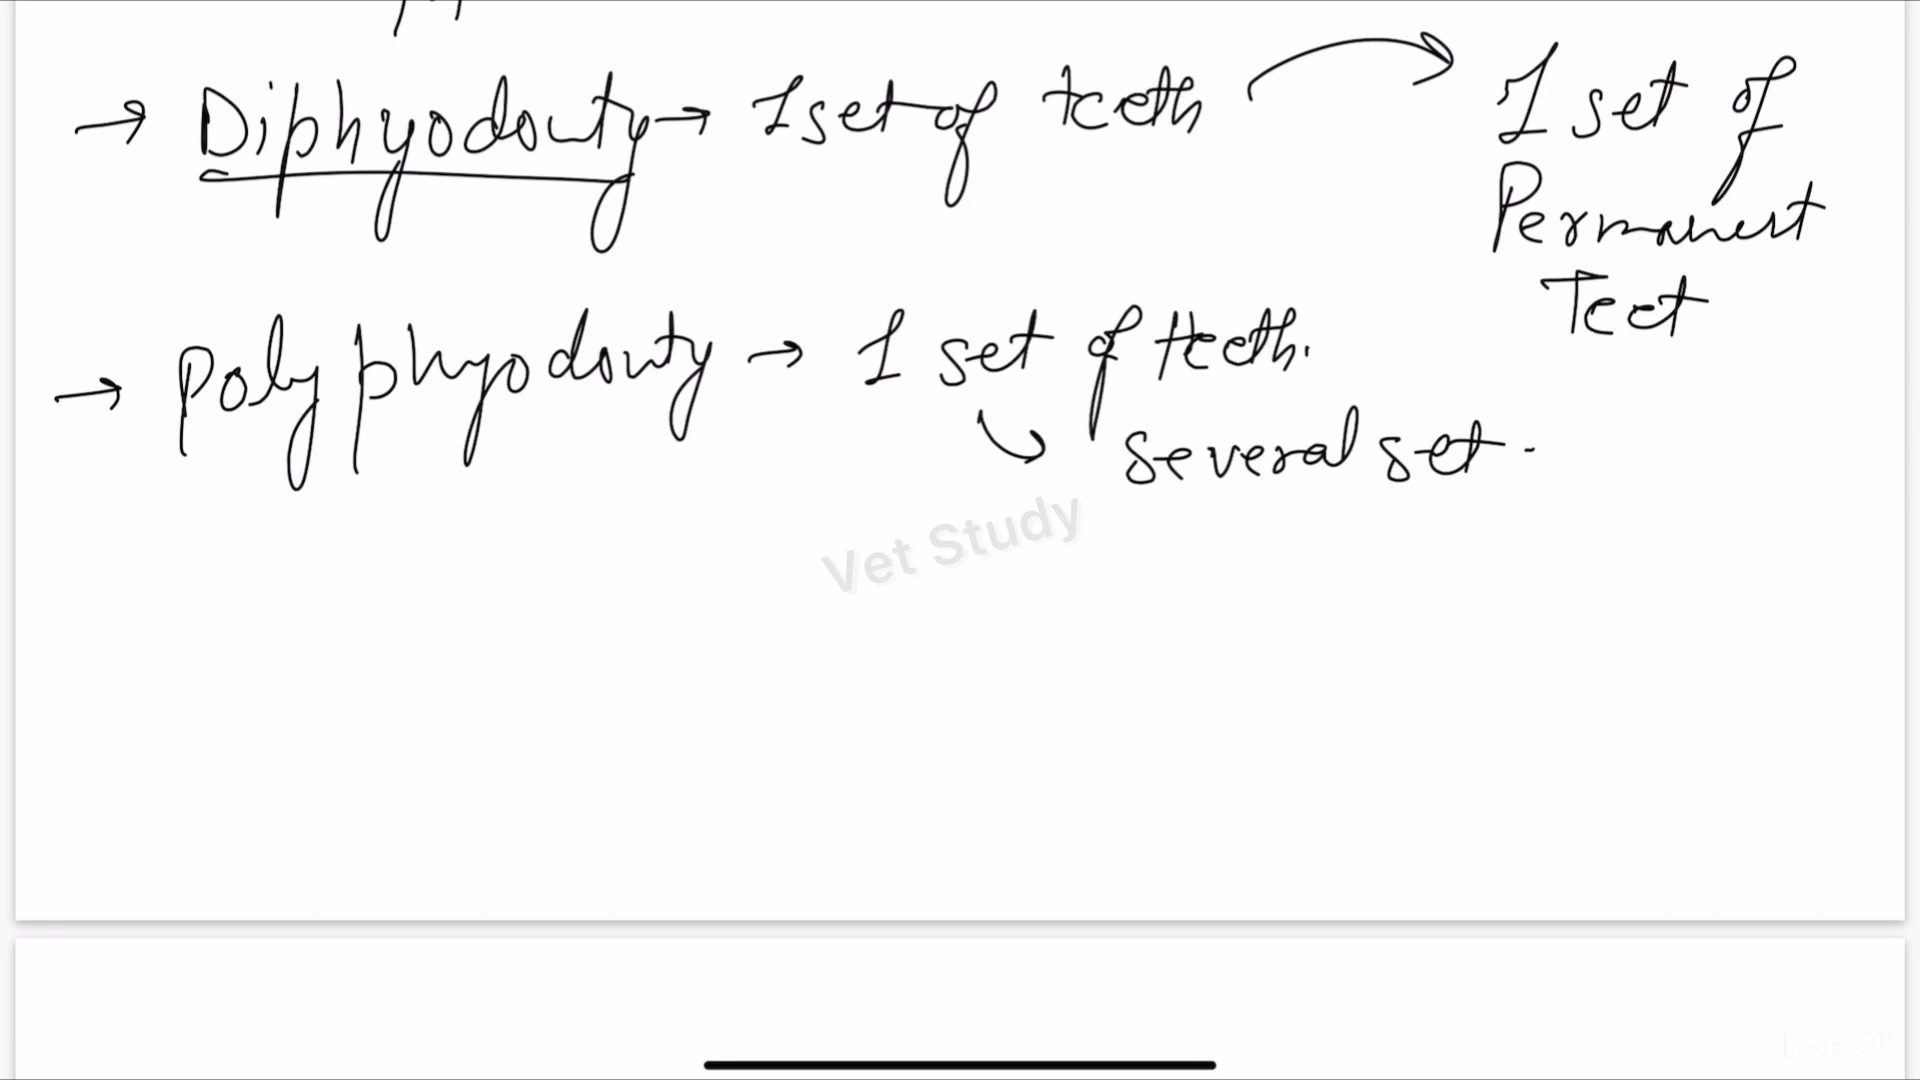 → Diphyodonty → 1 set of teeth
1 set of
Permanent
Teet
→ Polyphyodonty → 1 set of teeth.
several set.
Vet Study